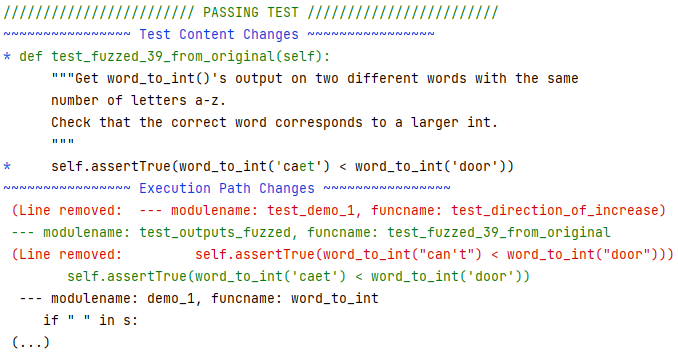 //////////////////////// PASSING TEST ////////////////////////
~~~~~~~~~~~~~~~~ Test Content Changes ~~~~~~~~~~~~~~~~
* def test_fuzzed_39_from_original(self):
      """Get word_to_int()'s output on two different words with the same
      number of letters a-z.
      Check that the correct word corresponds to a larger int.
      """
*     self.assertTrue(word_to_int('caet') < word_to_int('door'))
~~~~~~~~~~~~~~~~ Execution Path Changes ~~~~~~~~~~~~~~~~
 (Line removed:  --- modulename: test_demo_1, funcname: test_direction_of_increase)
 --- modulename: test_outputs_fuzzed, funcname: test_fuzzed_39_from_original
 (Line removed:         self.assertTrue(word_to_int("can't") < word_to_int("door")))
        self.assertTrue(word_to_int('caet') < word_to_int('door'))
  --- modulename: demo_1, funcname: word_to_int
     if " " in s:
 (...)